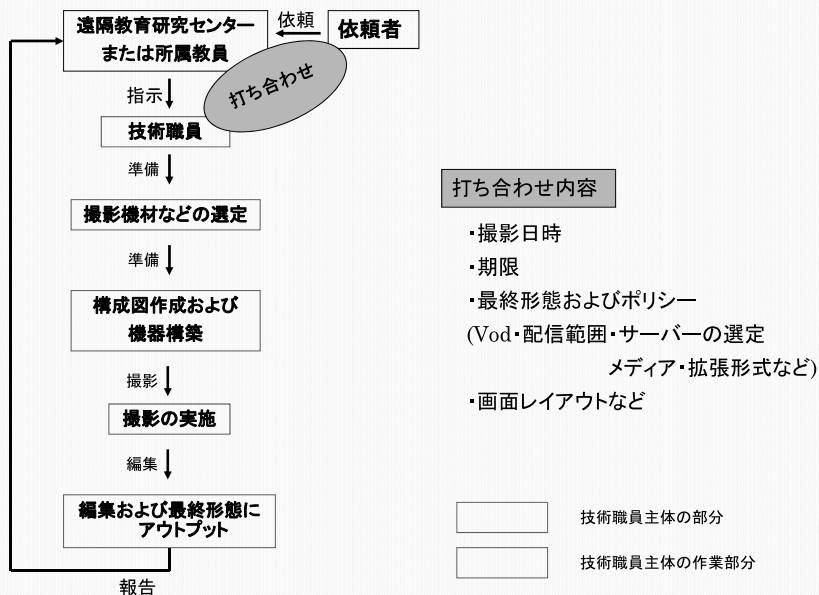 遠隔教育研究センター
または所属教員
依頼
依頼者
打ち合わせ
指示
技術職員
準備
撮影機材などの選定
準備
構成図作成および
機器構築
撮影
撮影の実施
編集
編集および最終形態に
アウトプット
報告
打ち合わせ内容
・撮影日時
・期限
・最終形態およびポリシー
(Vod・配信範囲・サーバーの選定
メディア・拡張形式など)
・画面レイアウトなど
技術職員主体の部分
技術職員主体の作業部分